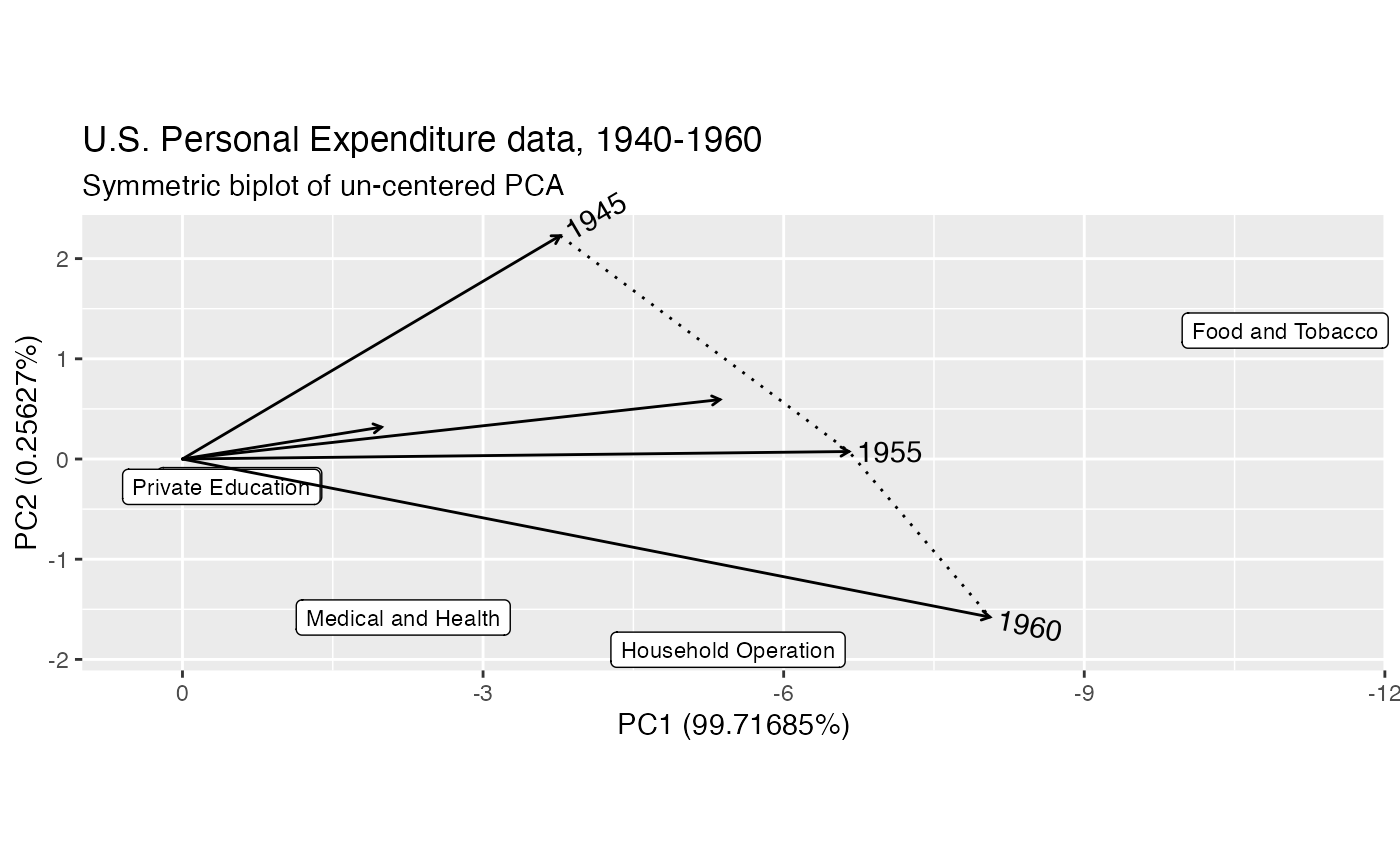 U.S. Personal Expenditure data, 1940-1960
Symmetric biplot of un-centered PCA
1945
2
Food and Tobacco
1
1955
0
Private Education
-1
Medical and Health
1960
Household Operation
-2
0
-3
-6
-9
-12
PC1 (99.71685%)
PC2 (0.25627%)